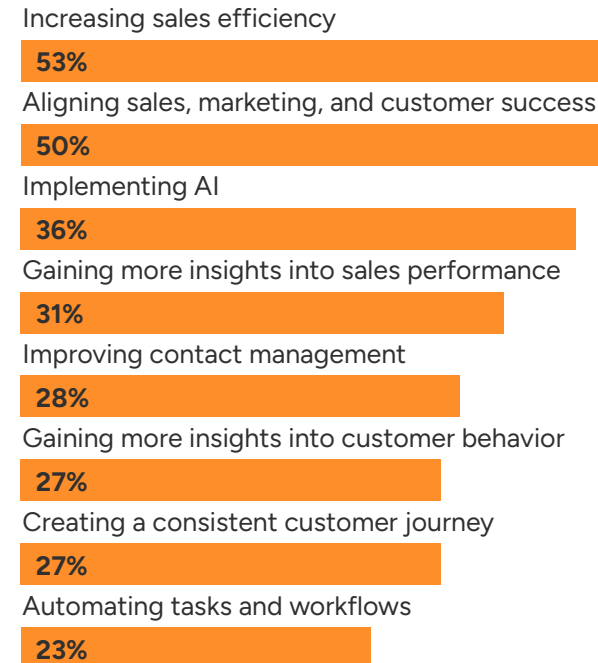 Increasing sales efficiency
53%
Aligning sales, marketing, and customer success
50%
Implementing AI
36%
Gaining more insights into sales performance
31%
Improving contact management
28%
Gaining more insights into customer behavior
27%
Creating a consistent customer journey
27%
Automating tasks and workflows
23%